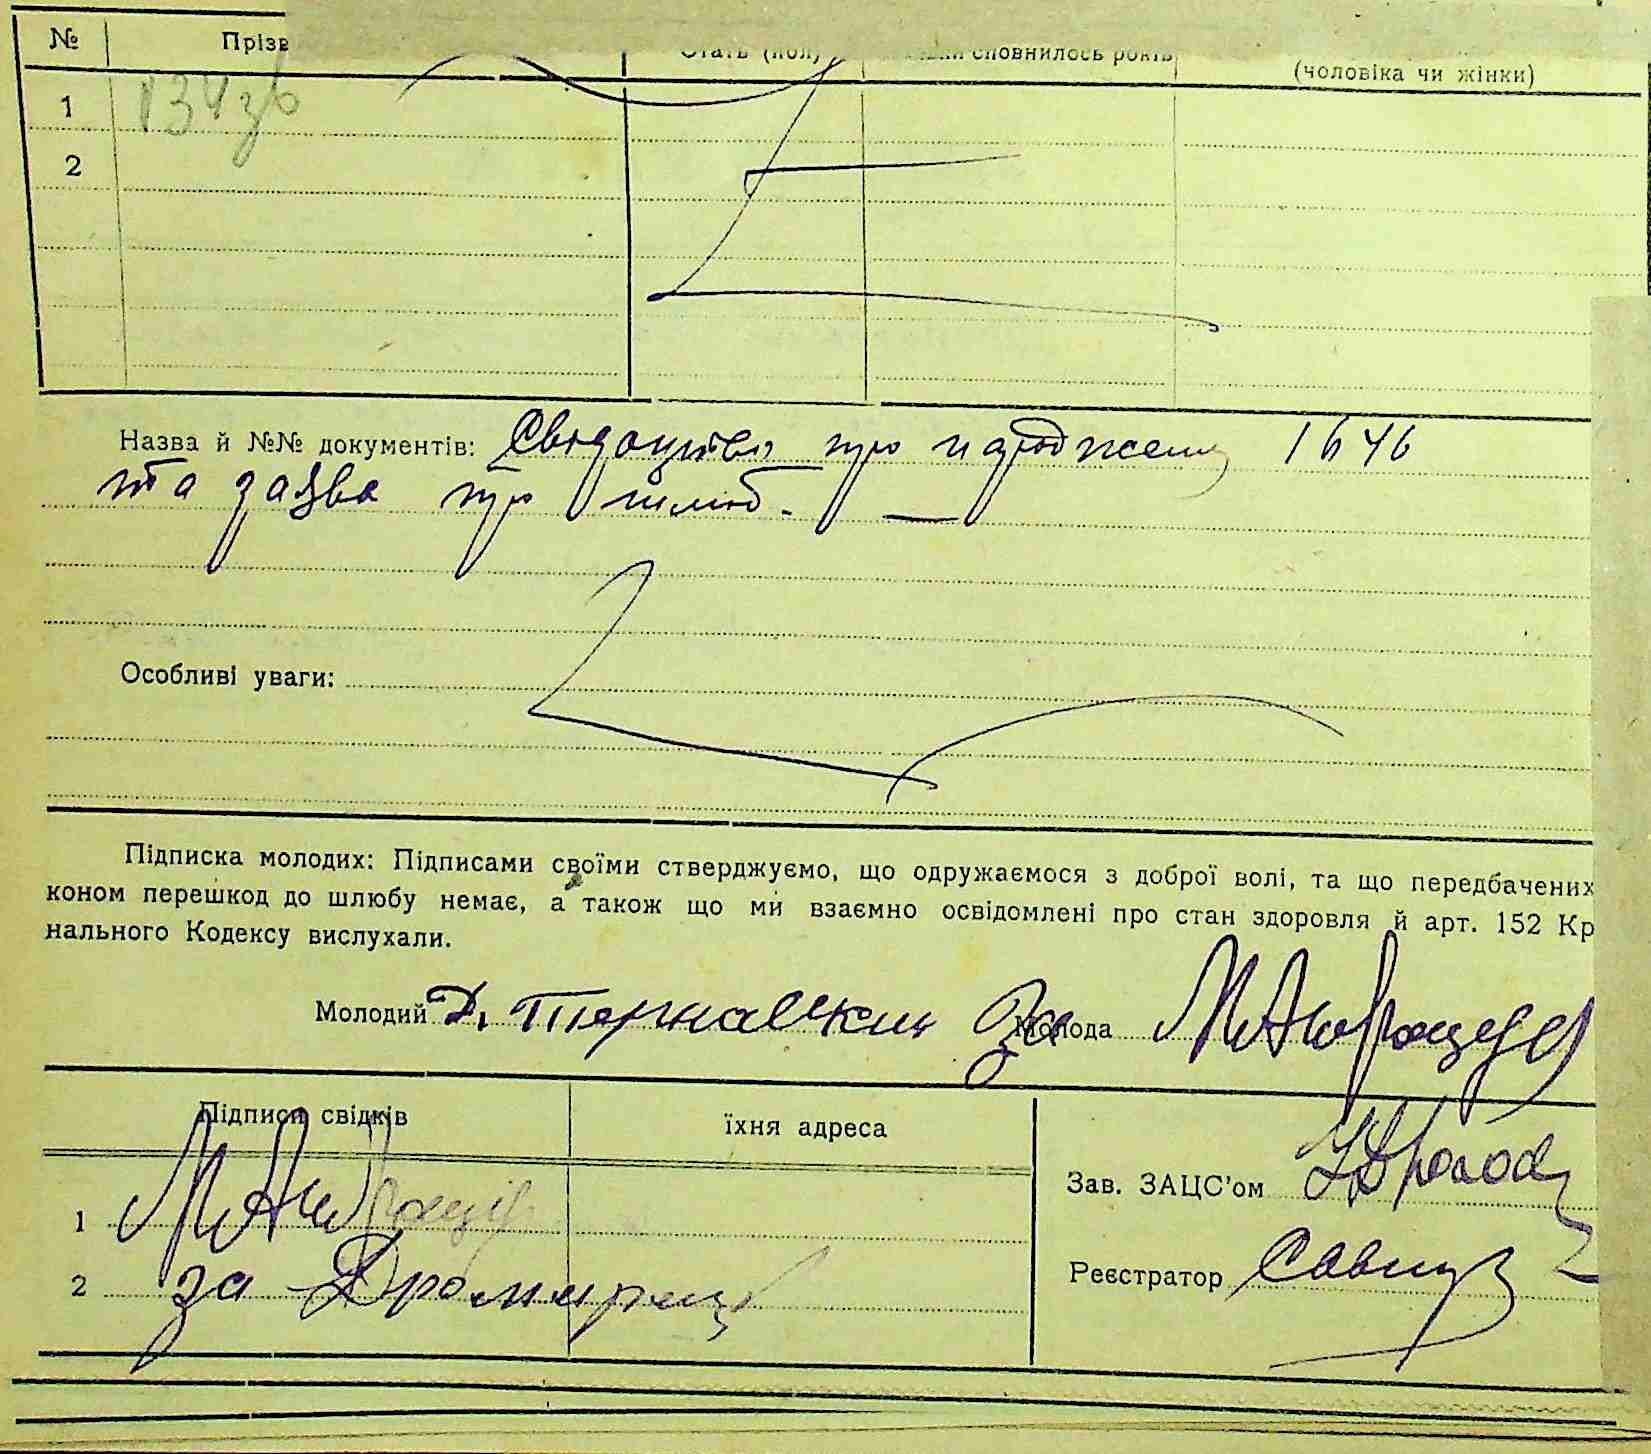 № Прізв Стать (пол) сповнилось років
(чоловіка чи жінки)
1
2
Назва й №№ документів: Свідоцтво про народжені 1646
та заява про шлюб. —
Особливі уваги:
Підписка молодих: Підписами своїми стверджуємо, що одружаємося з доброї волі, та що передбачених
коном перешкод до шлюбу немає, а також що ми взаємно освідомлені про стан здоровля й арт. 152 Кр
нального Кодексу вислухали.
Молодий Д. Тернавский За Молода
Підписи свідків їхня адреса
Зав. ЗАЦС'ом
1
Реєстратор
2 за